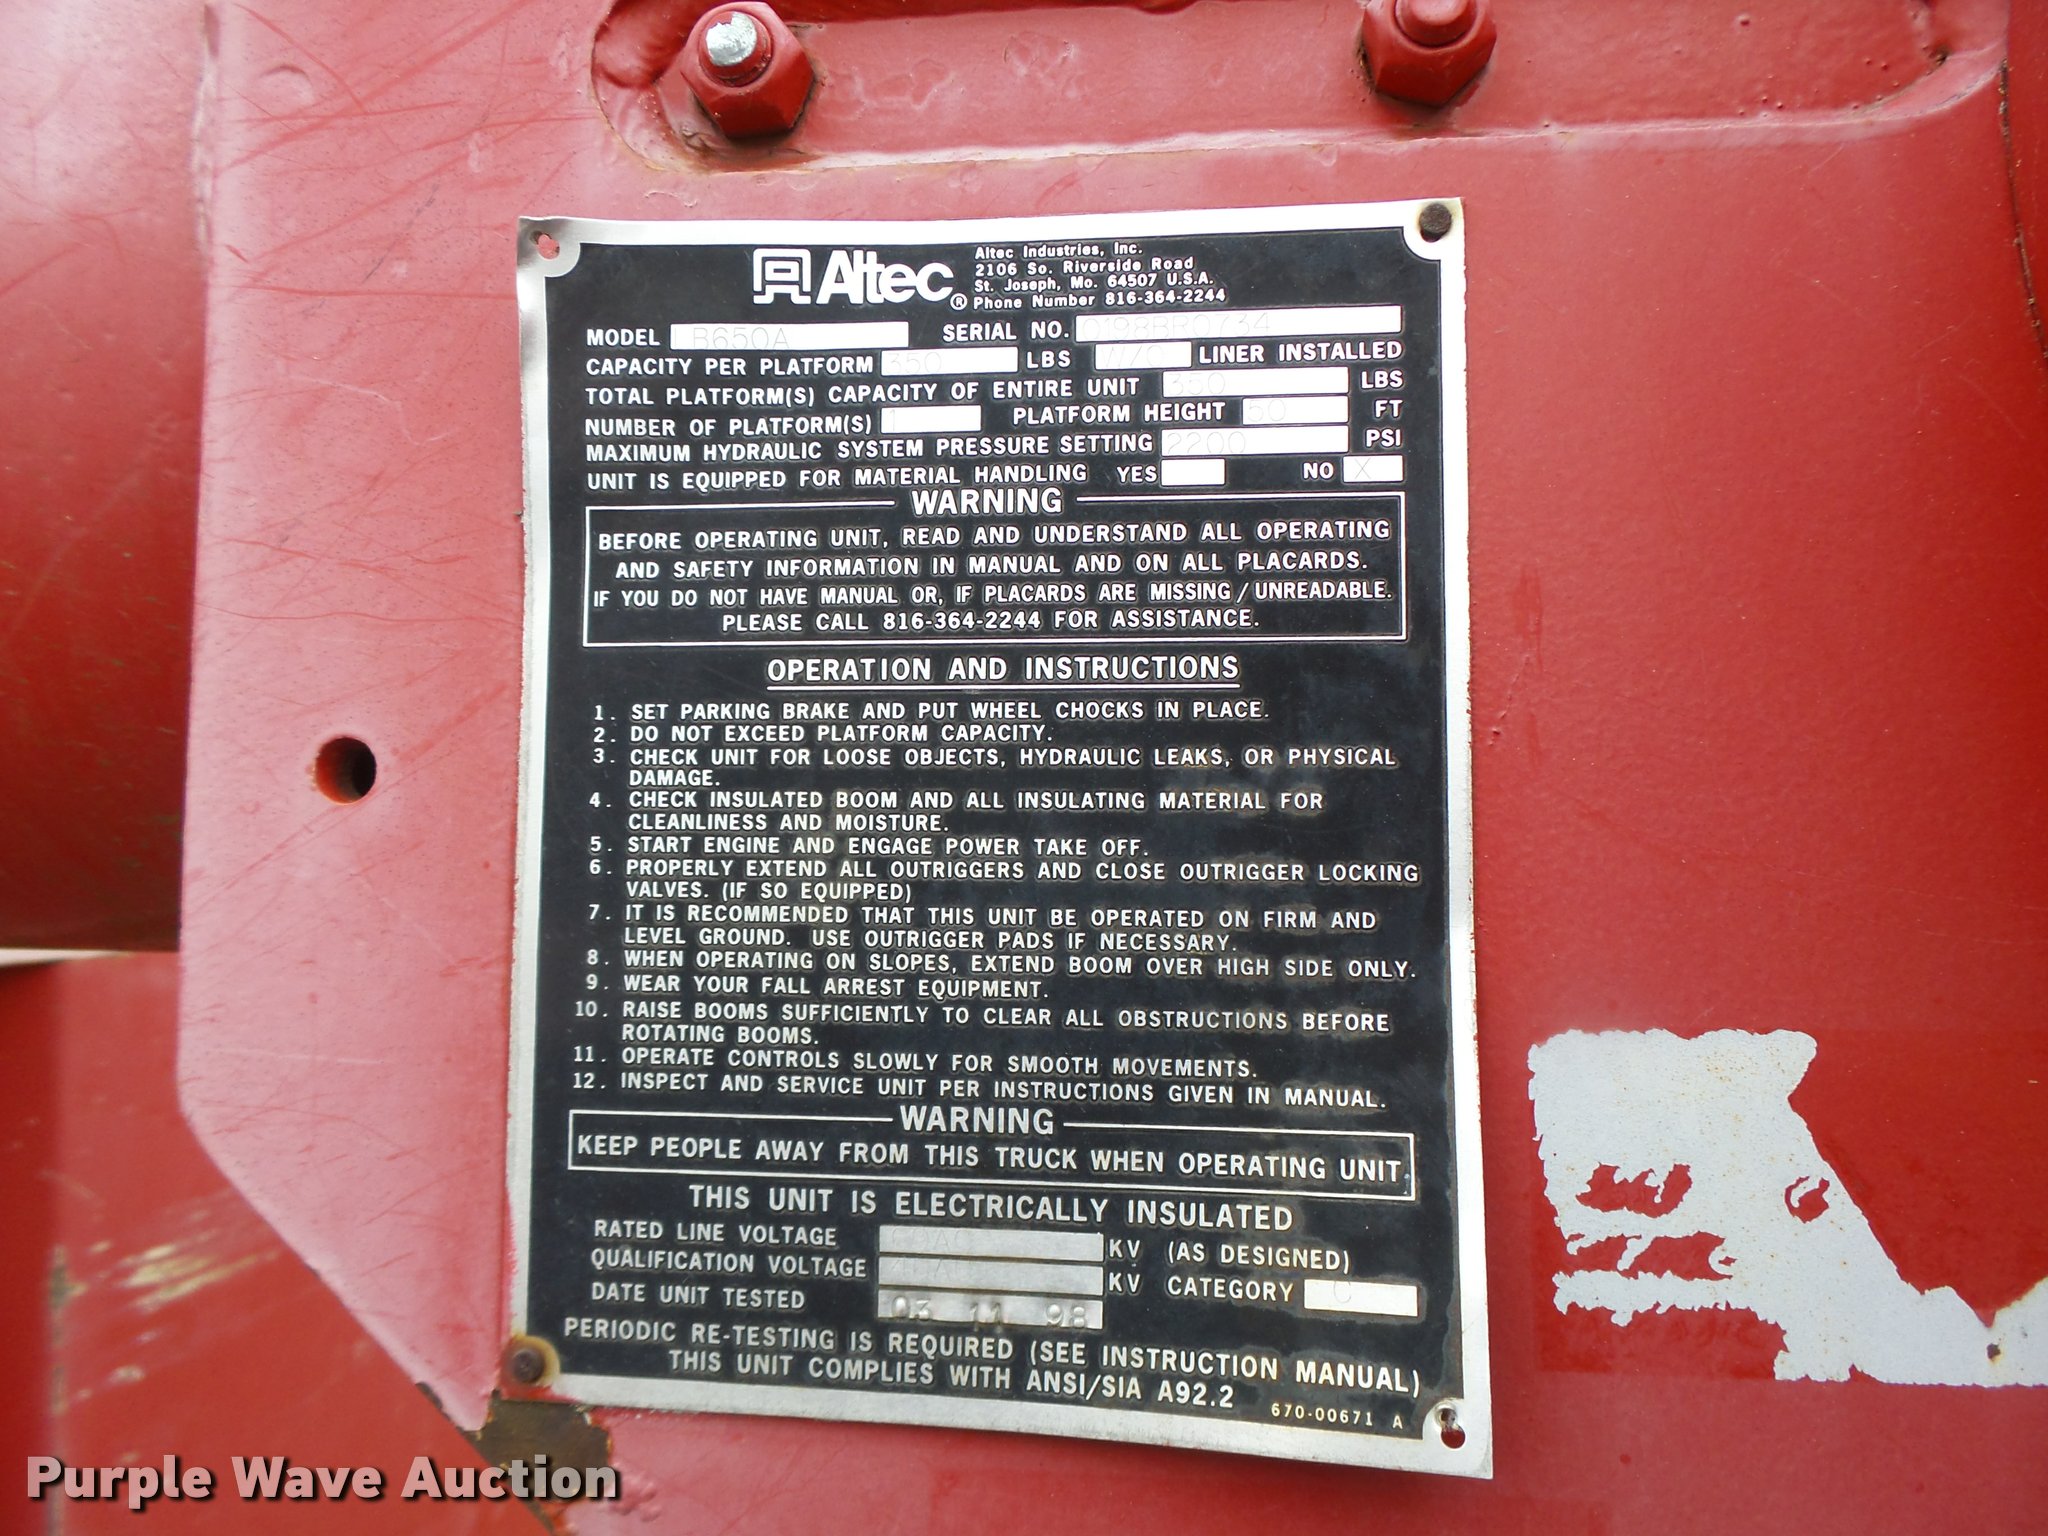 Altec®
Altec Industries, Inc.
2106 So. Riverside Road
St. Joseph, Mo. 64507 U.S.A.
Phone Number 816-364-2244
MODEL LB650A SERIAL NO. 0198BR0734
CAPACITY PER PLATFORM 350 LBS LINER INSTALLED
TOTAL PLATFORM(S) CAPACITY OF ENTIRE UNIT 350 LBS
NUMBER OF PLATFORM(S) 1 PLATFORM HEIGHT 50 FT
MAXIMUM HYDRAULIC SYSTEM PRESSURE SETTING 2200 PSI
UNIT IS EQUIPPED FOR MATERIAL HANDLING YES NO X
WARNING
BEFORE OPERATING UNIT, READ AND UNDERSTAND ALL OPERATING
AND SAFETY INFORMATION IN MANUAL AND ON ALL PLACARDS.
IF YOU DO NOT HAVE MANUAL OR, IF PLACARDS ARE MISSING/UNREADABLE.
PLEASE CALL 816-364-2244 FOR ASSISTANCE.
OPERATION AND INSTRUCTIONS
1. SET PARKING BRAKE AND PUT WHEEL CHOCKS IN PLACE.
2. DO NOT EXCEED PLATFORM CAPACITY.
3. CHECK UNIT FOR LOOSE OBJECTS, HYDRAULIC LEAKS, OR PHYSICAL
DAMAGE.
4. CHECK INSULATED BOOM AND ALL INSULATING MATERIAL FOR
CLEANLINESS AND MOISTURE.
5. START ENGINE AND ENGAGE POWER TAKE OFF.
6. PROPERLY EXTEND ALL OUTRIGGERS AND CLOSE OUTRIGGER LOCKING
VALVES. (IF SO EQUIPPED)
7. IT IS RECOMMENDED THAT THIS UNIT BE OPERATED ON FIRM AND
LEVEL GROUND. USE OUTRIGGER PADS IF NECESSARY.
8. WHEN OPERATING ON SLOPES, EXTEND BOOM OVER HIGH SIDE ONLY.
9. WEAR YOUR FALL ARREST EQUIPMENT.
10. RAISE BOOMS SUFFICIENTLY TO CLEAR ALL OBSTRUCTIONS BEFORE
ROTATING BOOMS.
11. OPERATE CONTROLS SLOWLY FOR SMOOTH MOVEMENTS.
12. INSPECT AND SERVICE UNIT PER INSTRUCTIONS GIVEN IN MANUAL.
WARNING
KEEP PEOPLE AWAY FROM THIS TRUCK WHEN OPERATING UNIT.
THIS UNIT IS ELECTRICALLY INSULATED
RATED LINE VOLTAGE KV (AS DESIGNED)
QUALIFICATION VOLTAGE KV CATEGORY C
DATE UNIT TESTED 03 11 98
PERIODIC RE-TESTING IS REQUIRED (SEE INSTRUCTION MANUAL)
THIS UNIT COMPLIES WITH ANSI/SIA A92.2
670-00671 A
Purple Wave Auction